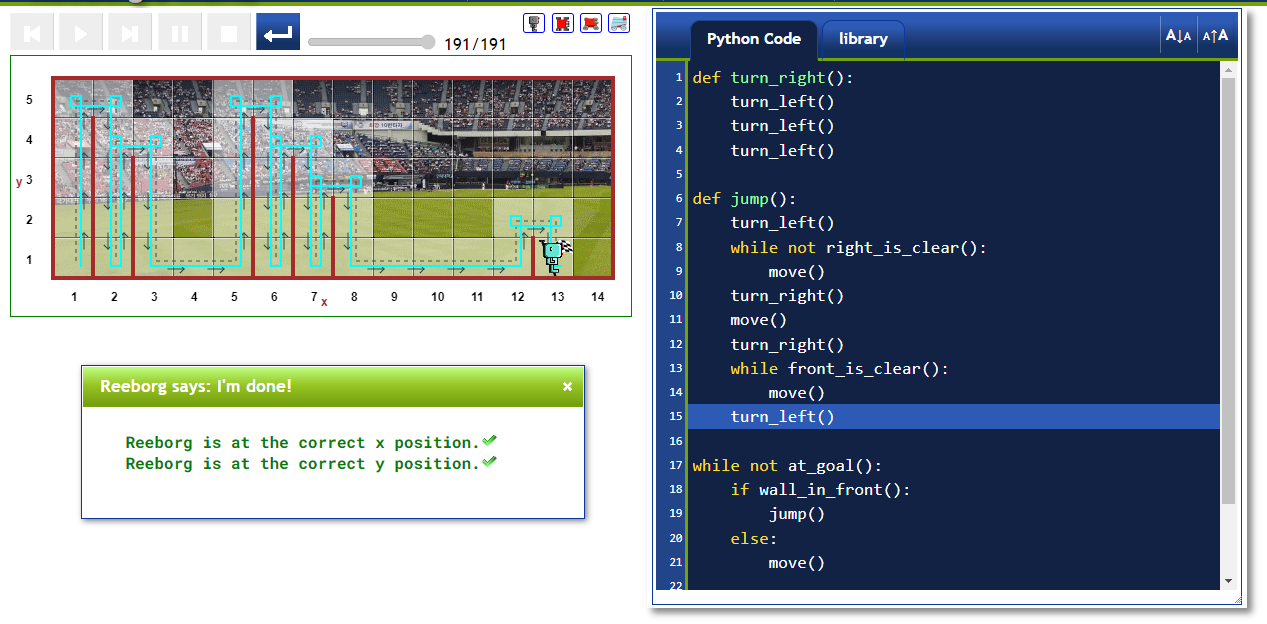 191/191
5
4
y 3
2
1
1 2 3 4 5 6 7 8 9 10 11 12 13 14
x
Reeborg says: I'm done! ×
Reeborg is at the correct x position.
Reeborg is at the correct y position.
Python Code library A↓A A↑A
1 def turn_right():
2     turn_left()
3     turn_left()
4     turn_left()
5
6 def jump():
7     turn_left()
8     while not right_is_clear():
9         move()
10     turn_right()
11     move()
12     turn_right()
13     while front_is_clear():
14         move()
15     turn_left()
16
17 while not at_goal():
18     if wall_in_front():
19         jump()
20     else:
21         move()
22